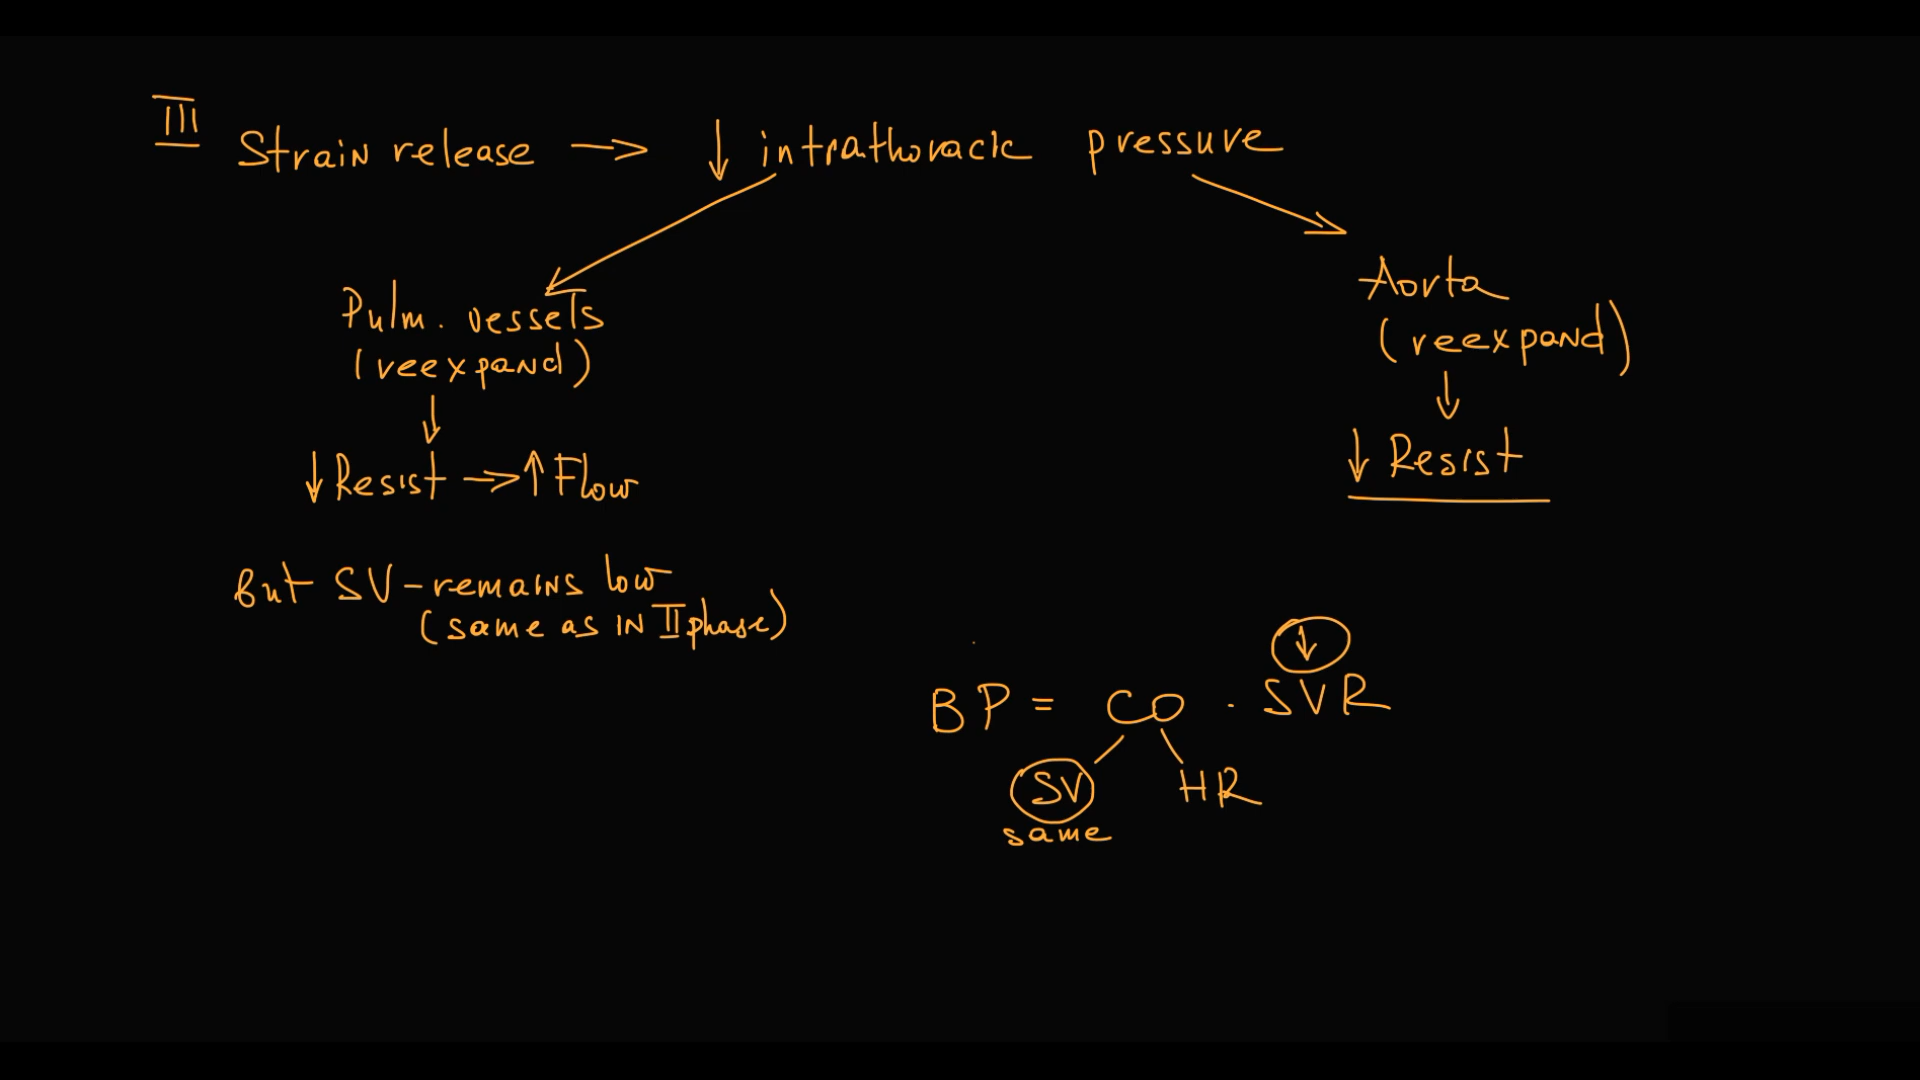 III
Strain release → ↓ intrathoracic pressure
Pulm. vessels
(reexpand)
↓
↓ Resist → ↑ Flow
But SV - remains low
(same as in II phase)
Aorta
(reexpand)
↓
↓ Resist
↓
BP = CO · SVR
SV HR
same